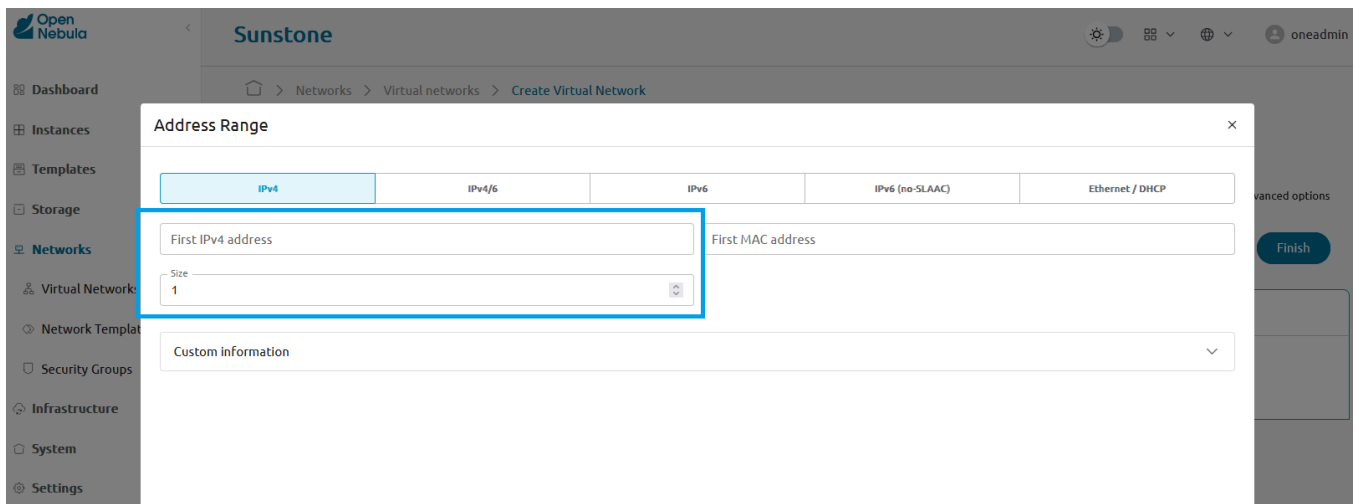 Open
Nebula
Sunstone
oneadmin
Dashboard
Networks > Virtual networks > Create Virtual Network
Instances
Address Range
Templates
IPv4 IPv4/6 IPv6 IPv6 (no-SLAAC) Ethernet / DHCP
Storage
vanced options
First IPv4 address First MAC address
Networks
Finish
Size
1
Virtual Networks
Network Templat
Custom information
Security Groups
Infrastructure
System
Settings